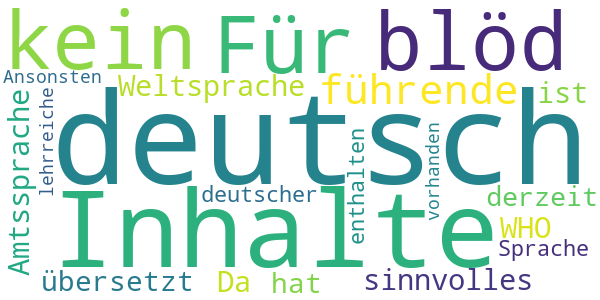 kein Für blöd
Ansonsten Weltsprache führende ist
lehrreiche
Amtssprache
deutsch
deutscher enthalten vorhanden derzeit
Inhalte WHO
Sprache
übersetzt Da hat sinnvolles